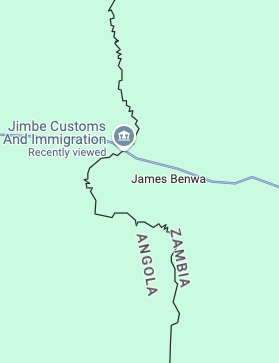 Jimbe Customs
And Immigration
Recently viewed
James Benwa
ANGOLA
ZAMBIA